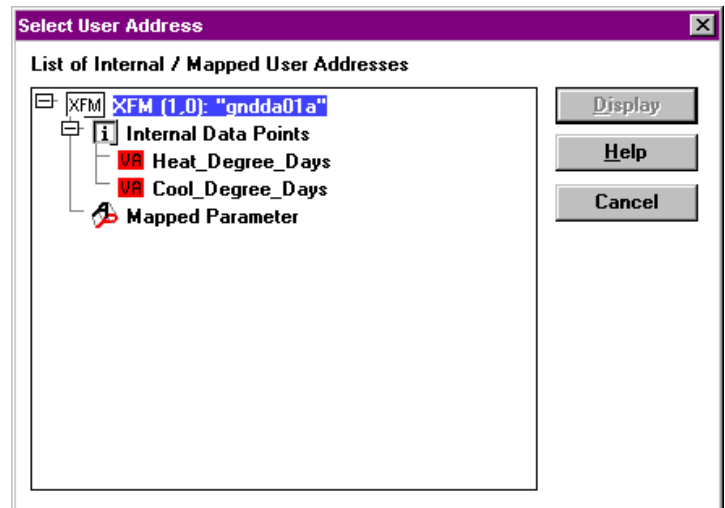 Select User Address
List of Internal / Mapped User Addresses
XFM XFM (1,0): "gndda01a"
i Internal Data Points
VA Heat_Degree_Days
VA Cool_Degree_Days
Mapped Parameter
Display
Help
Cancel